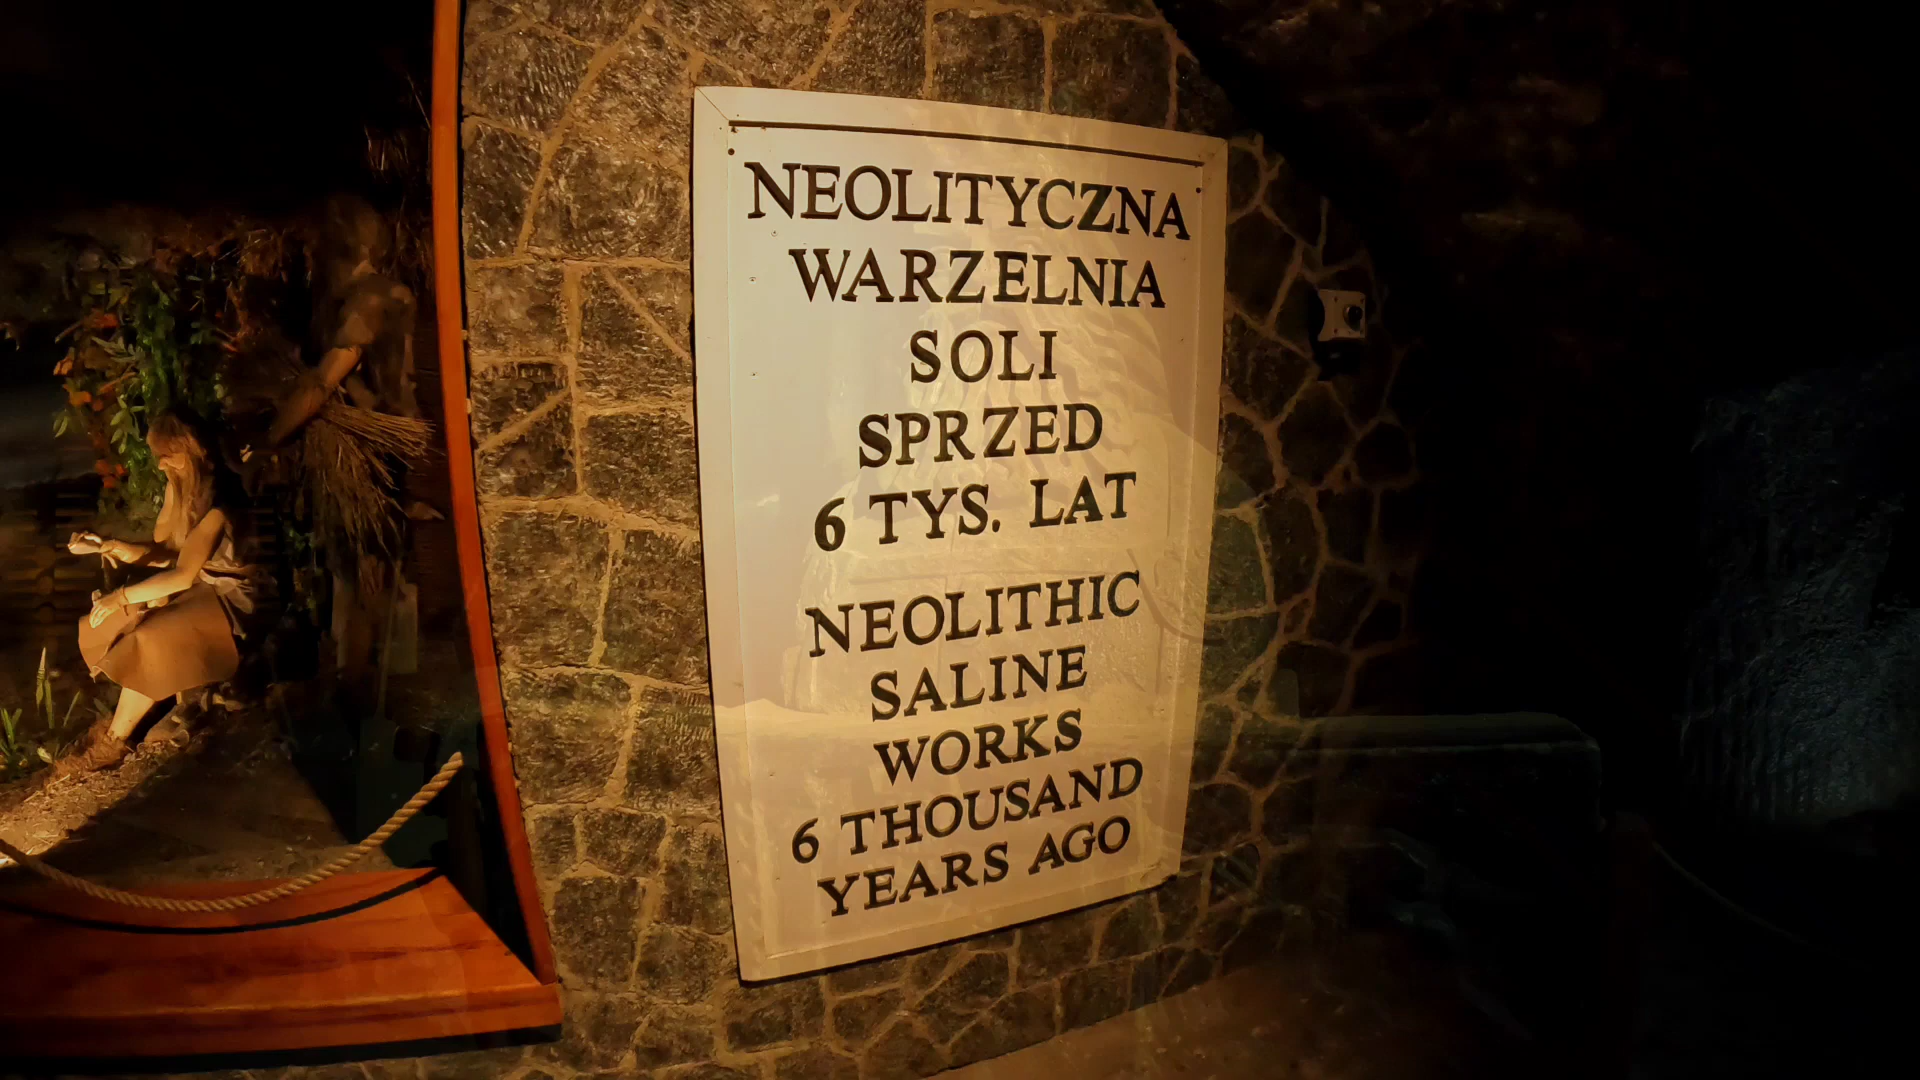 NEOLITYCZNA
WARZELNIA
SOLI
SPRZED
6 TYS. LAT
NEOLITHIC
SALINE
WORKS
6 THOUSAND
YEARS AGO